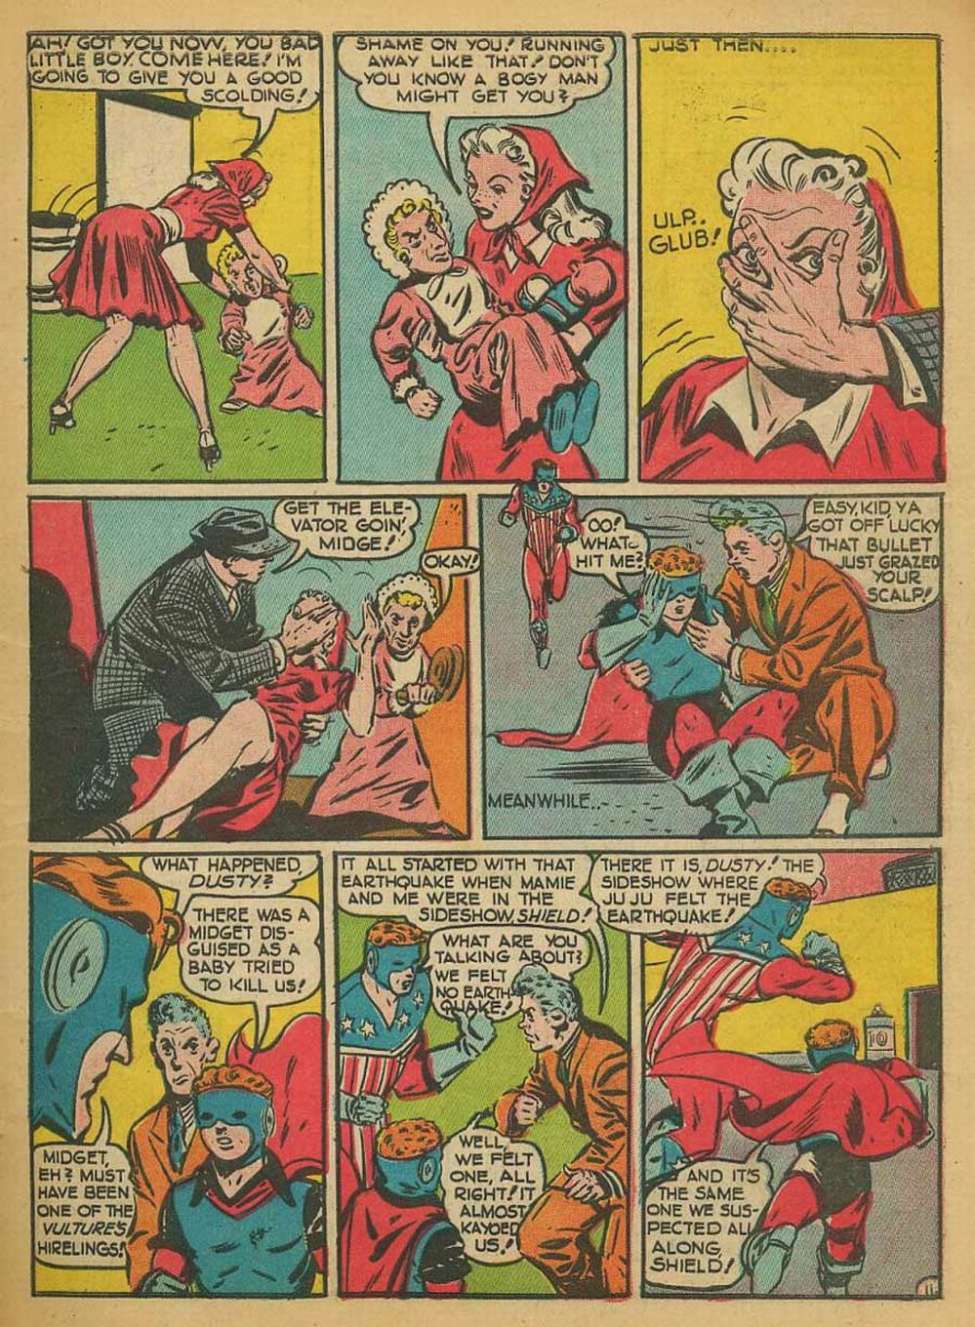 AH! GOT YOU NOW, YOU BAD
LITTLE BOY. COME HERE! I'M
GOING TO GIVE YOU A GOOD
SCOLDING!
SHAME ON YOU! RUNNING
AWAY LIKE THAT! DON'T
YOU KNOW A BOGY MAN
MIGHT GET YOU?
JUST THEN....
ULP..
GLUB!
GET THE ELE-
VATOR GOIN',
MIDGE!
OKAY!
OO!
WHAT
HIT ME?
EASY, KID, YA
GOT OFF LUCKY
THAT BULLET
JUST GRAZED
YOUR
SCALP!
MEANWHILE..
WHAT HAPPENED,
DUSTY?
THERE WAS A
MIDGET DIS-
GUISED AS A
BABY TRIED
TO KILL US!
MIDGET,
EH? MUST
HAVE BEEN
ONE OF THE
VULTURE'S
HIRELINGS!
IT ALL STARTED WITH THAT
EARTHQUAKE WHEN MAMIE
AND ME WERE IN THE
SIDESHOW, SHIELD!
WHAT ARE YOU
TALKING ABOUT?
WE FELT
NO EARTH-
QUAKE!
WELL,
WE FELT
ONE, ALL
RIGHT! IT
ALMOST
KAYOED
US!
THERE IT IS, DUSTY! THE
SIDESHOW WHERE
JU JU FELT THE
EARTHQUAKE!
10
AND IT'S
THE SAME
ONE WE SUS-
PECTED ALL
ALONG,
SHIELD!
11